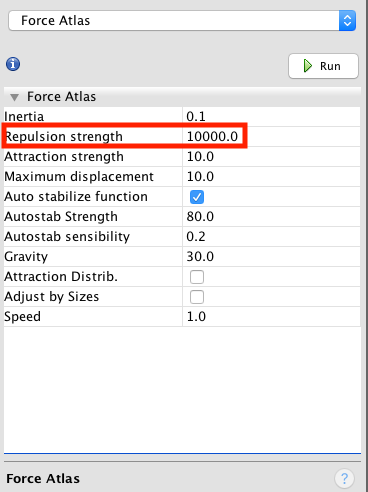 Force Atlas
Run
Force Atlas
Inertia 0.1
Repulsion strength 10000.0
Attraction strength 10.0
Maximum displacement 10.0
Auto stabilize function
Autostab Strength 80.0
Autostab sensibility 0.2
Gravity 30.0
Attraction Distrib.
Adjust by Sizes
Speed 1.0
Force Atlas ?